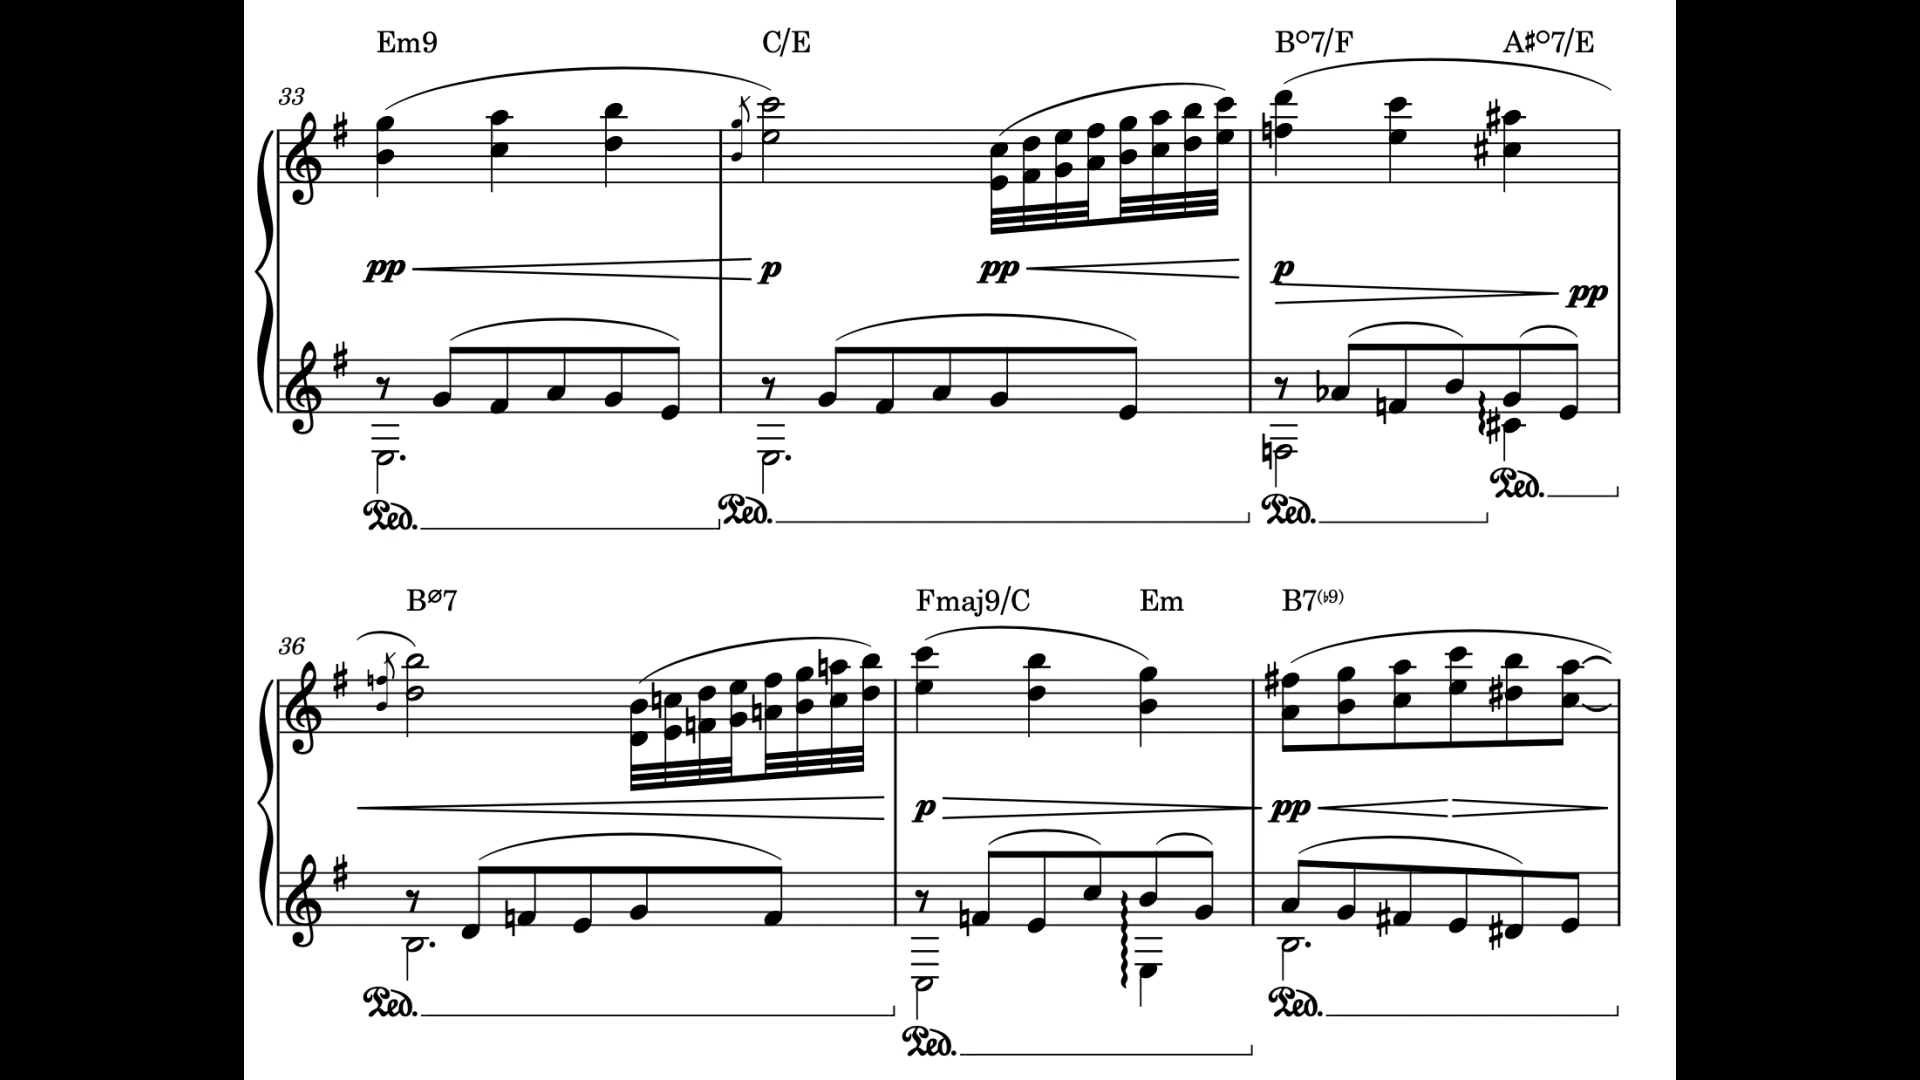 Em9 C/E B°7/F A♯°7/E
33
pp p pp p pp
Ped. Ped. Ped. Ped.
Bø7 Fmaj9/C Em B7(♭9)
36
p pp
Ped. Ped. Ped.